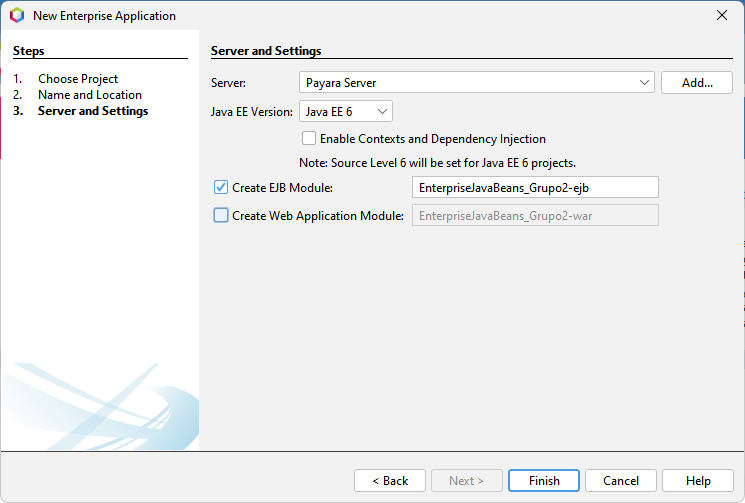 New Enterprise Application
Steps
1. Choose Project
2. Name and Location
3. Server and Settings
Server and Settings
Server: Payara Server Add...
Java EE Version: Java EE 6
Enable Contexts and Dependency Injection
Note: Source Level 6 will be set for Java EE 6 projects.
Create EJB Module: EnterpriseJavaBeans_Grupo2-ejb
Create Web Application Module: EnterpriseJavaBeans_Grupo2-war
< Back Next > Finish Cancel Help